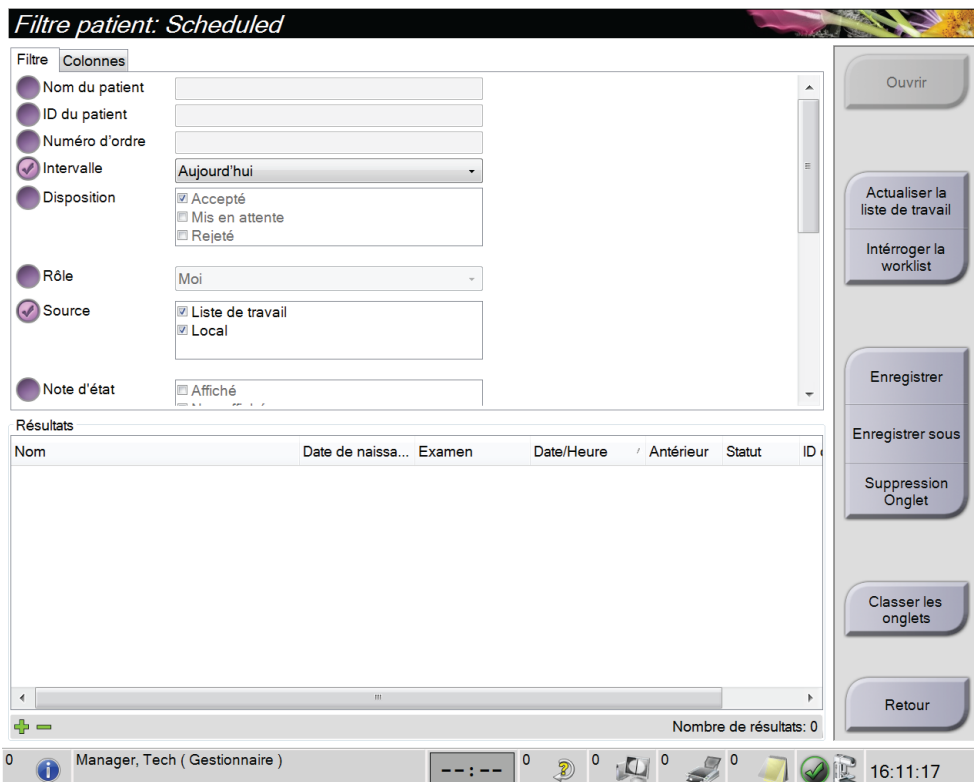 Filtre patient: Scheduled
Filtre Colonnes
Nom du patient
ID du patient
Numéro d'ordre
Intervalle Aujourd'hui
Disposition Accepté
Mis en attente
Rejeté
Rôle Moi
Source Liste de travail
Local
Note d'état Affiché
Résultats
Nom Date de naissa... Examen Date/Heure Antérieur Statut ID
Nombre de résultats: 0
Ouvrir
Actualiser la
liste de travail
Intérroger la
worklist
Enregistrer
Enregistrer sous
Suppression
Onglet
Classer les
onglets
Retour
0 Manager, Tech ( Gestionnaire ) --:-- 0 0 0 0 16:11:17